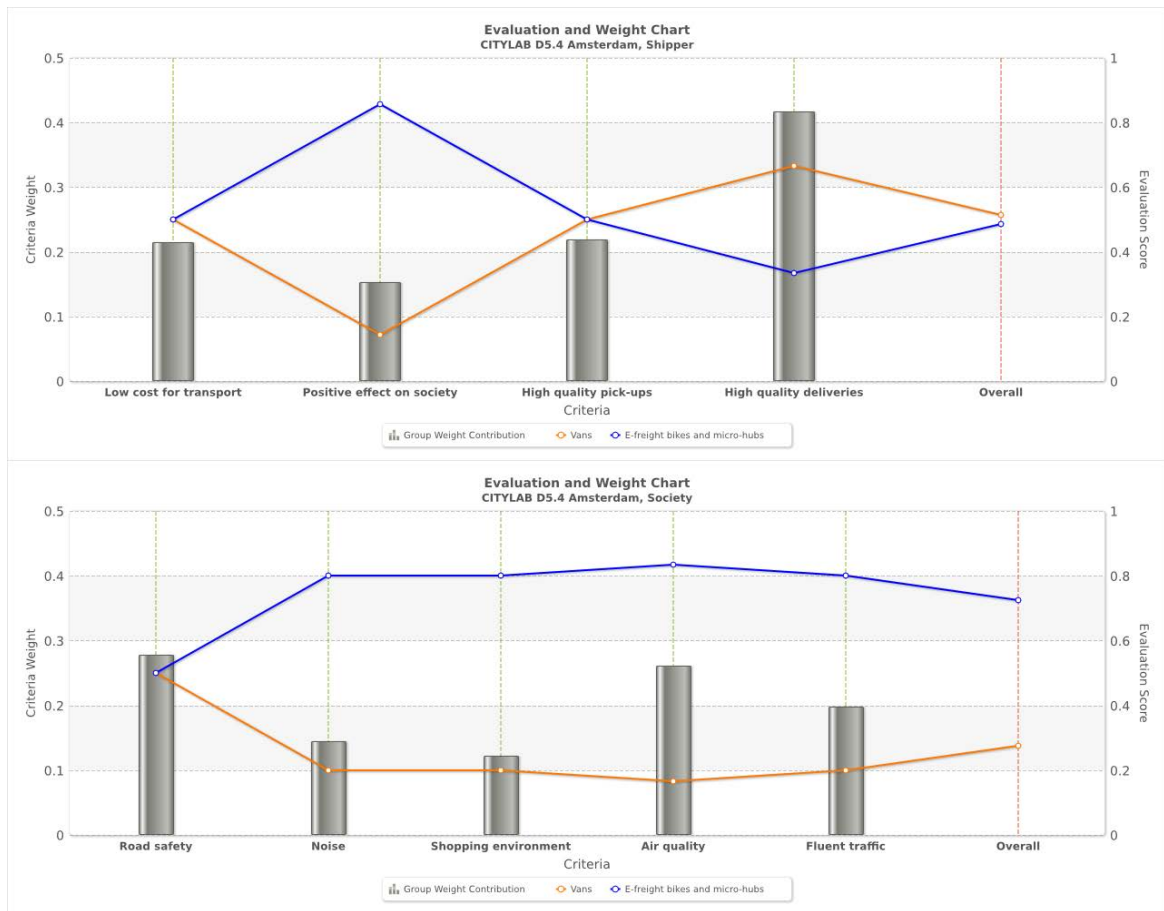 Evaluation and Weight Chart
CITYLAB D5.4 Amsterdam, Shipper
0.5
0.4
0.3
0.2
0.1
0
Criteria Weight
1
0.8
0.6
0.4
0.2
0
Evaluation Score
Low cost for transport Positive effect on society High quality pick-ups High quality deliveries Overall
Criteria
Group Weight Contribution Vans E-freight bikes and micro-hubs
Evaluation and Weight Chart
CITYLAB D5.4 Amsterdam, Society
0.5
0.4
0.3
0.2
0.1
0
Criteria Weight
1
0.8
0.6
0.4
0.2
0
Evaluation Score
Road safety Noise Shopping environment Air quality Fluent traffic Overall
Criteria
Group Weight Contribution Vans E-freight bikes and micro-hubs